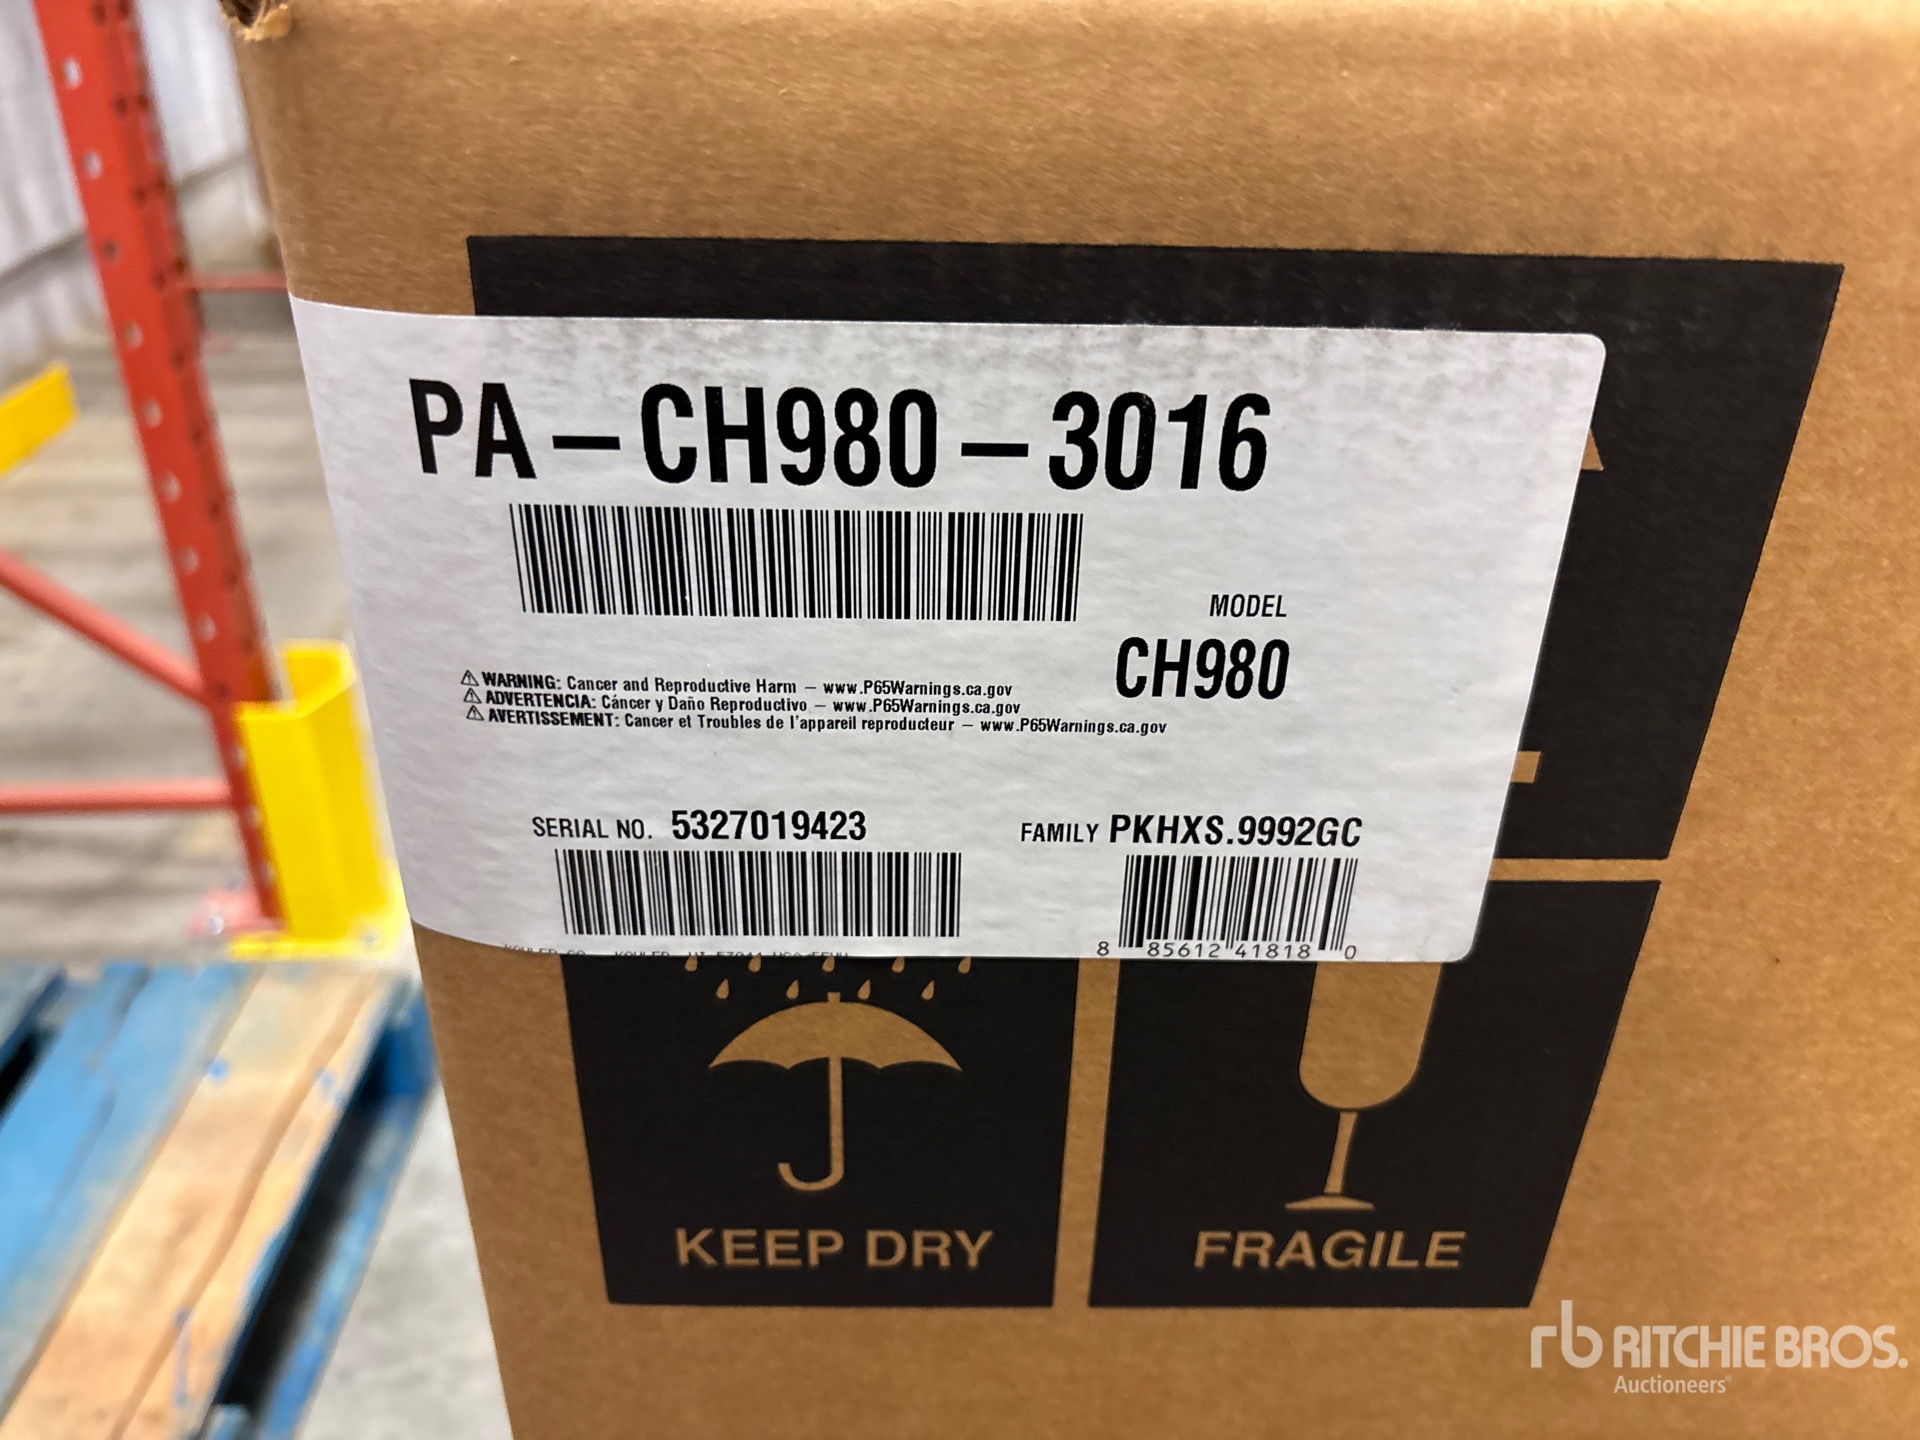 PA-CH980-3016
MODEL
CH980
⚠ WARNING: Cancer and Reproductive Harm – www.P65Warnings.ca.gov
⚠ ADVERTENCIA: Cáncer y Daño Reproductivo – www.P65Warnings.ca.gov
⚠ AVERTISSEMENT: Cancer et Troubles de l'appareil reproducteur – www.P65Warnings.ca.gov
SERIAL NO. 5327019423
FAMILY PKHXS.9992GC
8 85612 41818 0
KEEP DRY
FRAGILE
rb RITCHIE BROS.
Auctioneers